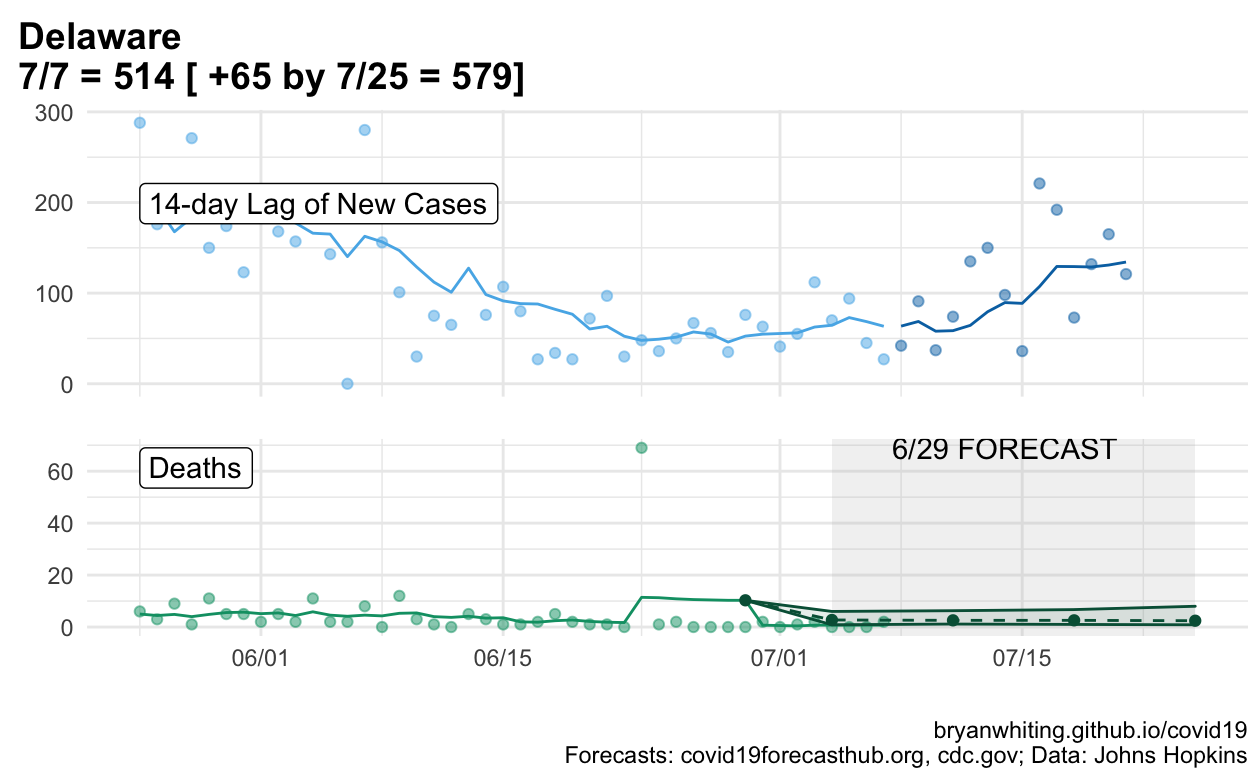 Delaware
7/7 = 514 [ +65 by 7/25 = 579]
300
200
100
0
14-day Lag of New Cases
60
40
20
0
Deaths
6/29 FORECAST
06/01 06/15 07/01 07/15
bryanwhiting.github.io/covid19
Forecasts: covid19forecasthub.org, cdc.gov; Data: Johns Hopkins